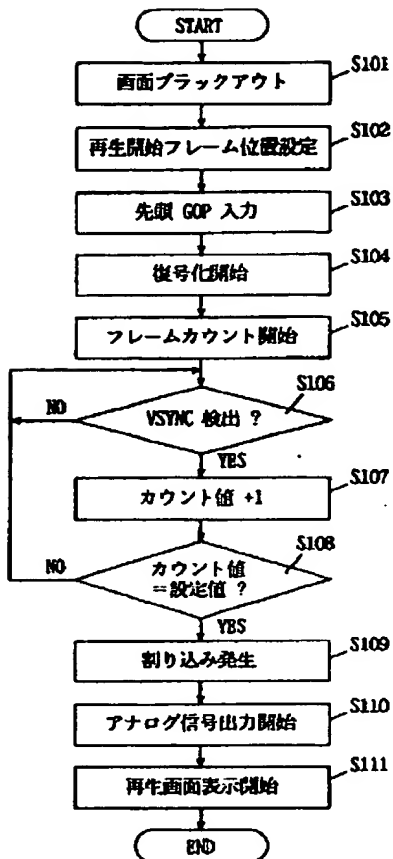 START
S101
画面ブラックアウト
S102
再生開始フレーム位置設定
S103
先頭 GOP 入力
S104
復号化開始
S105
フレームカウント開始
S106
NO
VSYNC 検出 ?
YES
S107
カウント値 +1
S108
NO
カウント値
=設定値 ?
YES
S109
割り込み発生
S110
アナログ信号出力開始
S111
再生画面表示開始
END